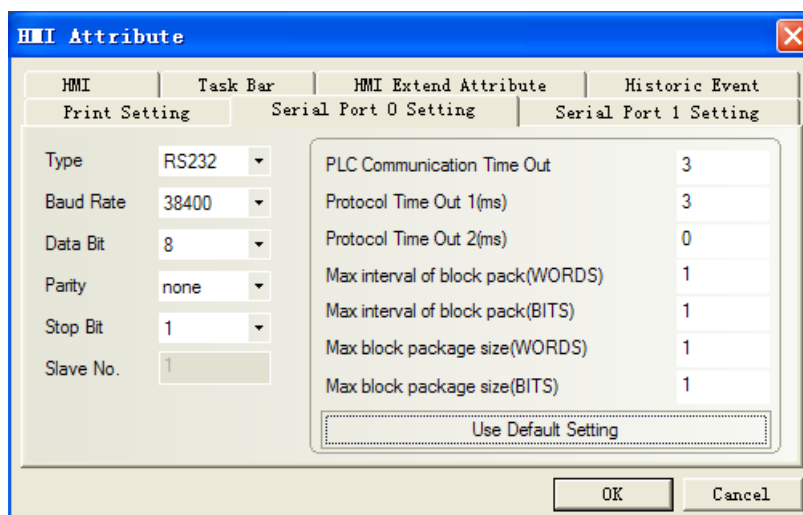 HMI Attribute
HMI Task Bar HMI Extend Attribute Historic Event
Print Setting Serial Port 0 Setting Serial Port 1 Setting
Type RS232
Baud Rate 38400
Data Bit 8
Parity none
Stop Bit 1
Slave No. 1
PLC Communication Time Out 3
Protocol Time Out 1(ms) 3
Protocol Time Out 2(ms) 0
Max interval of block pack(WORDS) 1
Max interval of block pack(BITS) 1
Max block package size(WORDS) 1
Max block package size(BITS) 1
Use Default Setting
OK Cancel